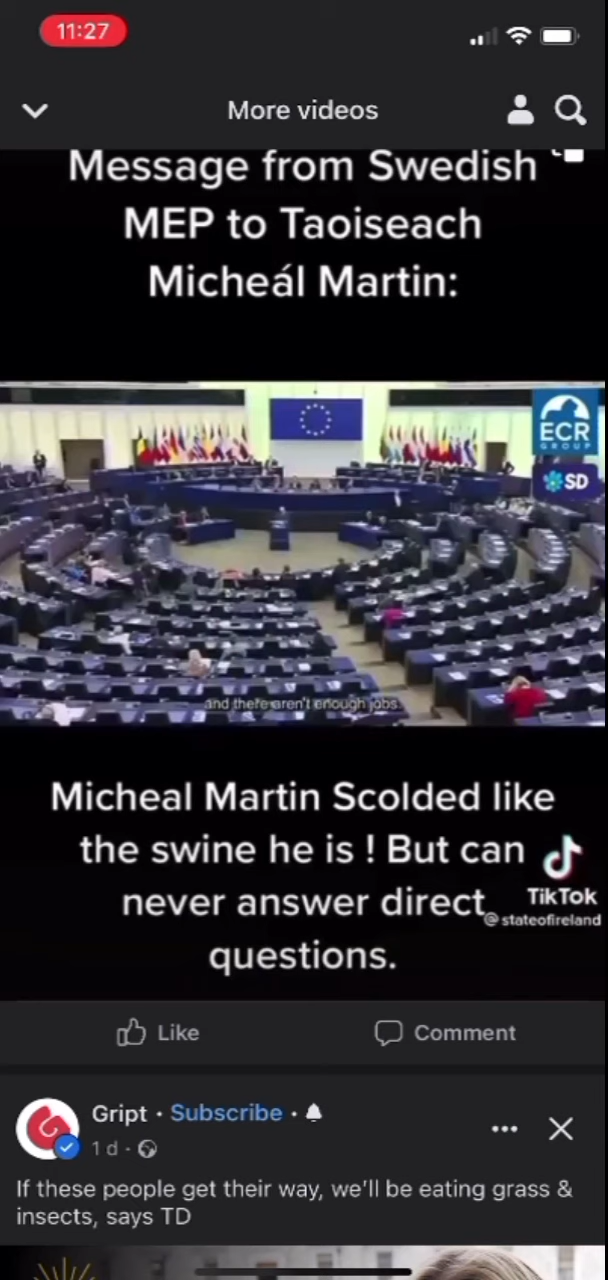 11:27
More videos
Message from Swedish
MEP to Taoiseach
Micheál Martin:
ECR
GROUP
SD
and there aren't enough jobs.
Micheal Martin Scolded like
the swine he is ! But can
never answer direct
questions.
TikTok
@stateofireland
Like
Comment
Gript · Subscribe ·
1 d ·
If these people get their way, we'll be eating grass &
insects, says TD